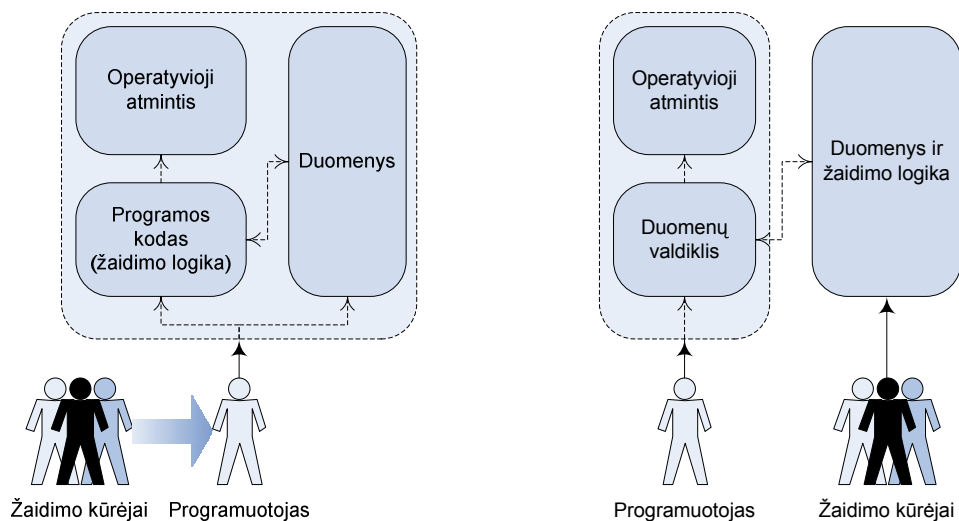 Operatyvioji
atmintis
Duomenys
Programos
kodas
(žaidimo logika)
Žaidimo kūrėjai
Programuotojas
Operatyvioji
atmintis
Duomenys ir
žaidimo logika
Duomenų
valdiklis
Programuotojas
Žaidimo kūrėjai